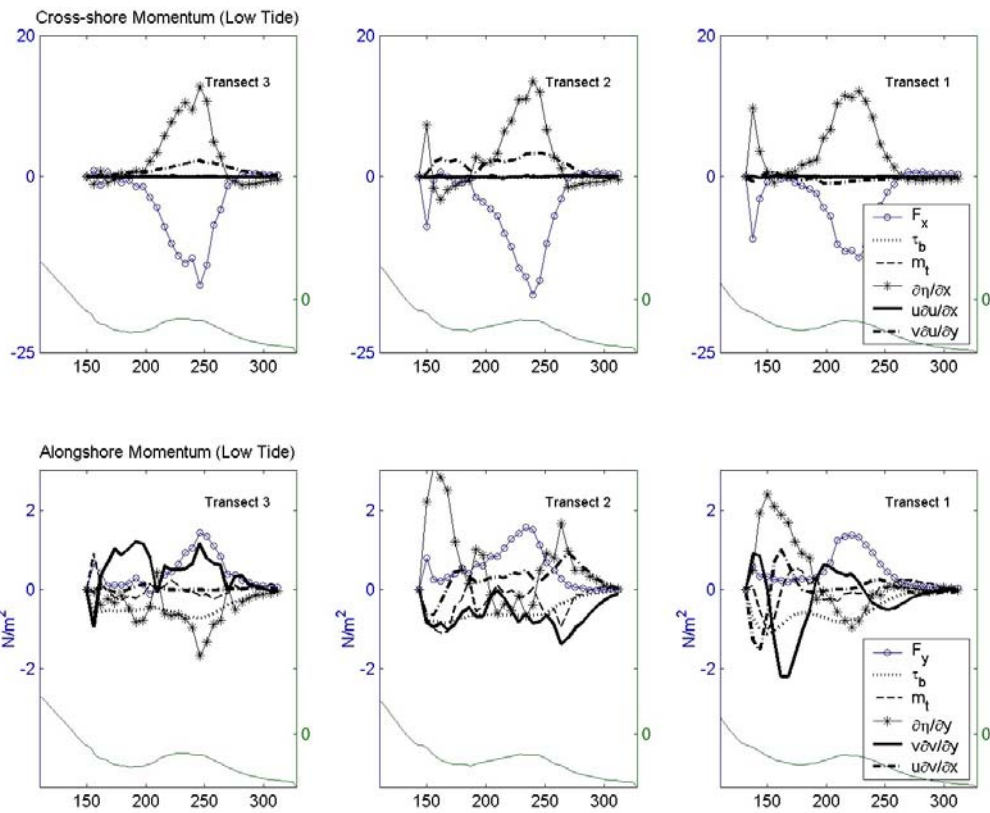 Cross-shore Momentum (Low Tide)
20
0
-25
Transect 3
0
150 200 250 300
20
0
-25
Transect 2
0
150 200 250 300
20
0
-25
Transect 1
F_x
τ_b
m_t
∂η/∂x
u∂u/∂x
v∂u/∂y
0
150 200 250 300
Alongshore Momentum (Low Tide)
2
0
-2
N/m²
Transect 3
0
150 200 250 300
2
0
-2
N/m²
Transect 2
0
150 200 250 300
2
0
-2
N/m²
Transect 1
F_y
τ_b
m_t
∂η/∂y
v∂v/∂y
u∂v/∂x
0
150 200 250 300